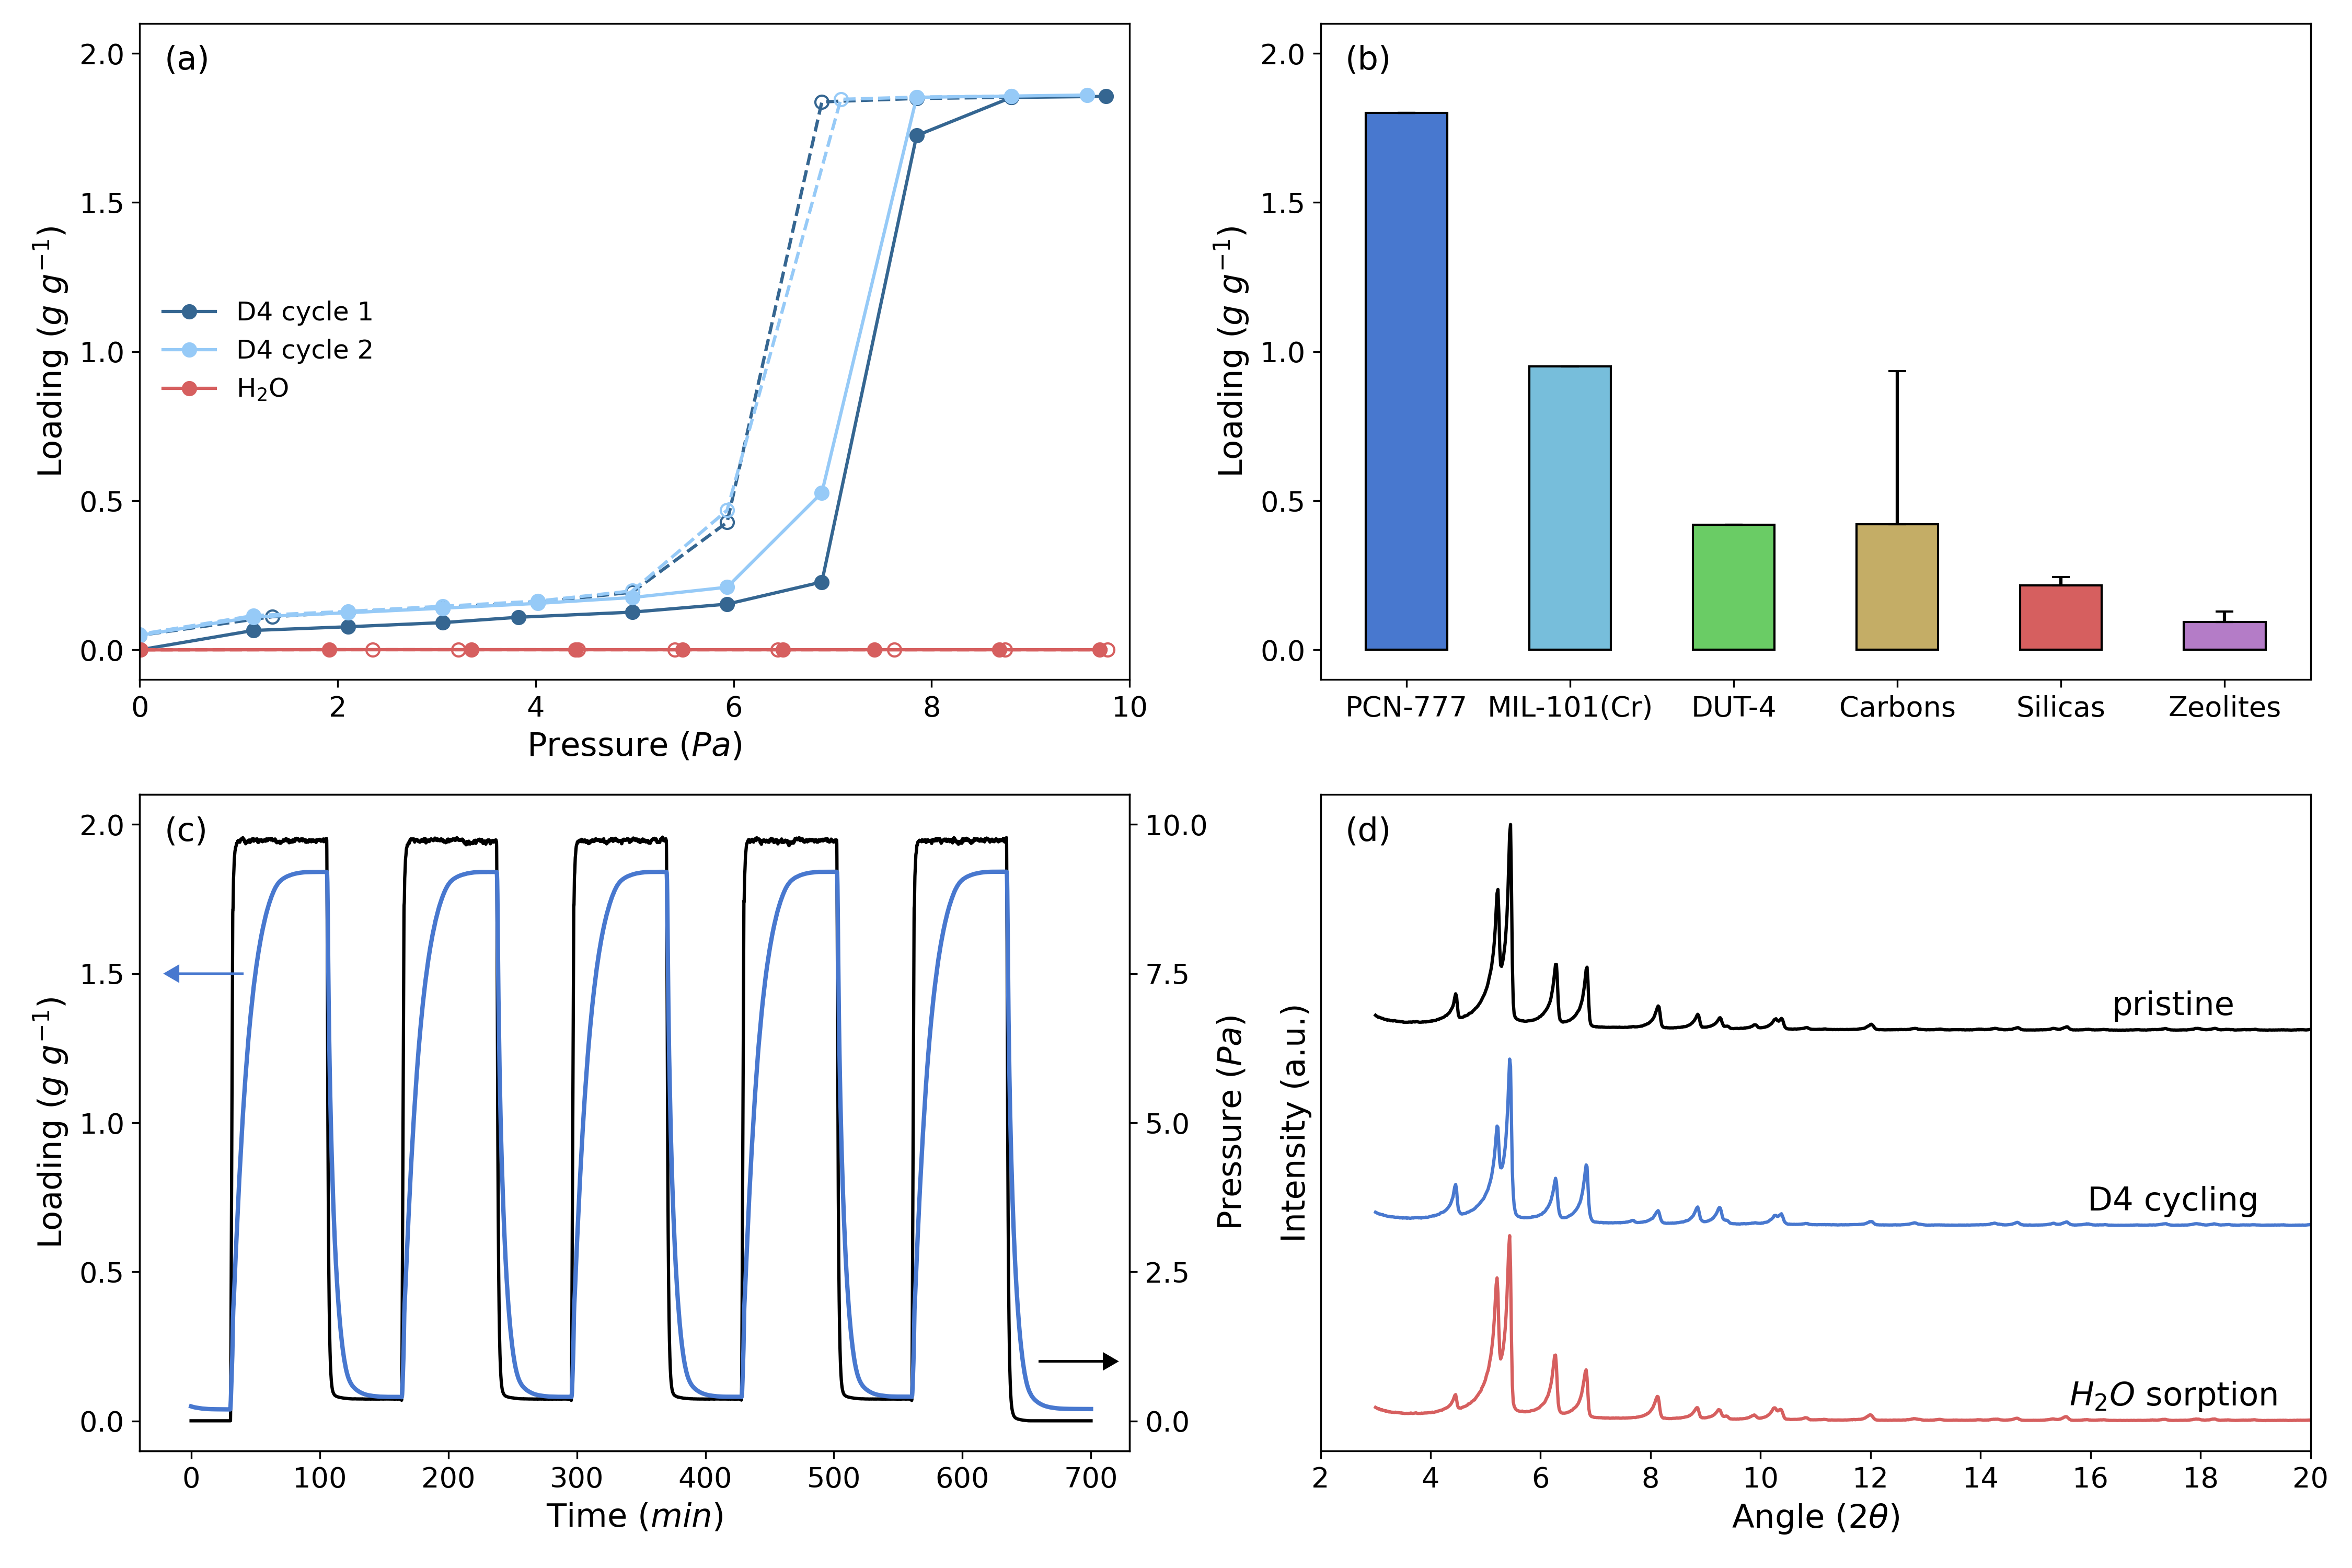 (a)
2.0
1.5
1.0
0.5
0.0
Loading (g g⁻¹)
D4 cycle 1
D4 cycle 2
H₂O
0 2 4 6 8 10
Pressure (Pa)
(b)
2.0
1.5
1.0
0.5
0.0
Loading (g g⁻¹)
PCN-777 MIL-101(Cr) DUT-4 Carbons Silicas Zeolites
(c)
2.0
1.5
1.0
0.5
0.0
Loading (g g⁻¹)
10.0
7.5
5.0
2.5
0.0
Pressure (Pa)
0 100 200 300 400 500 600 700
Time (min)
(d)
Intensity (a.u.)
pristine
D4 cycling
H₂O sorption
2 4 6 8 10 12 14 16 18 20
Angle (2θ)